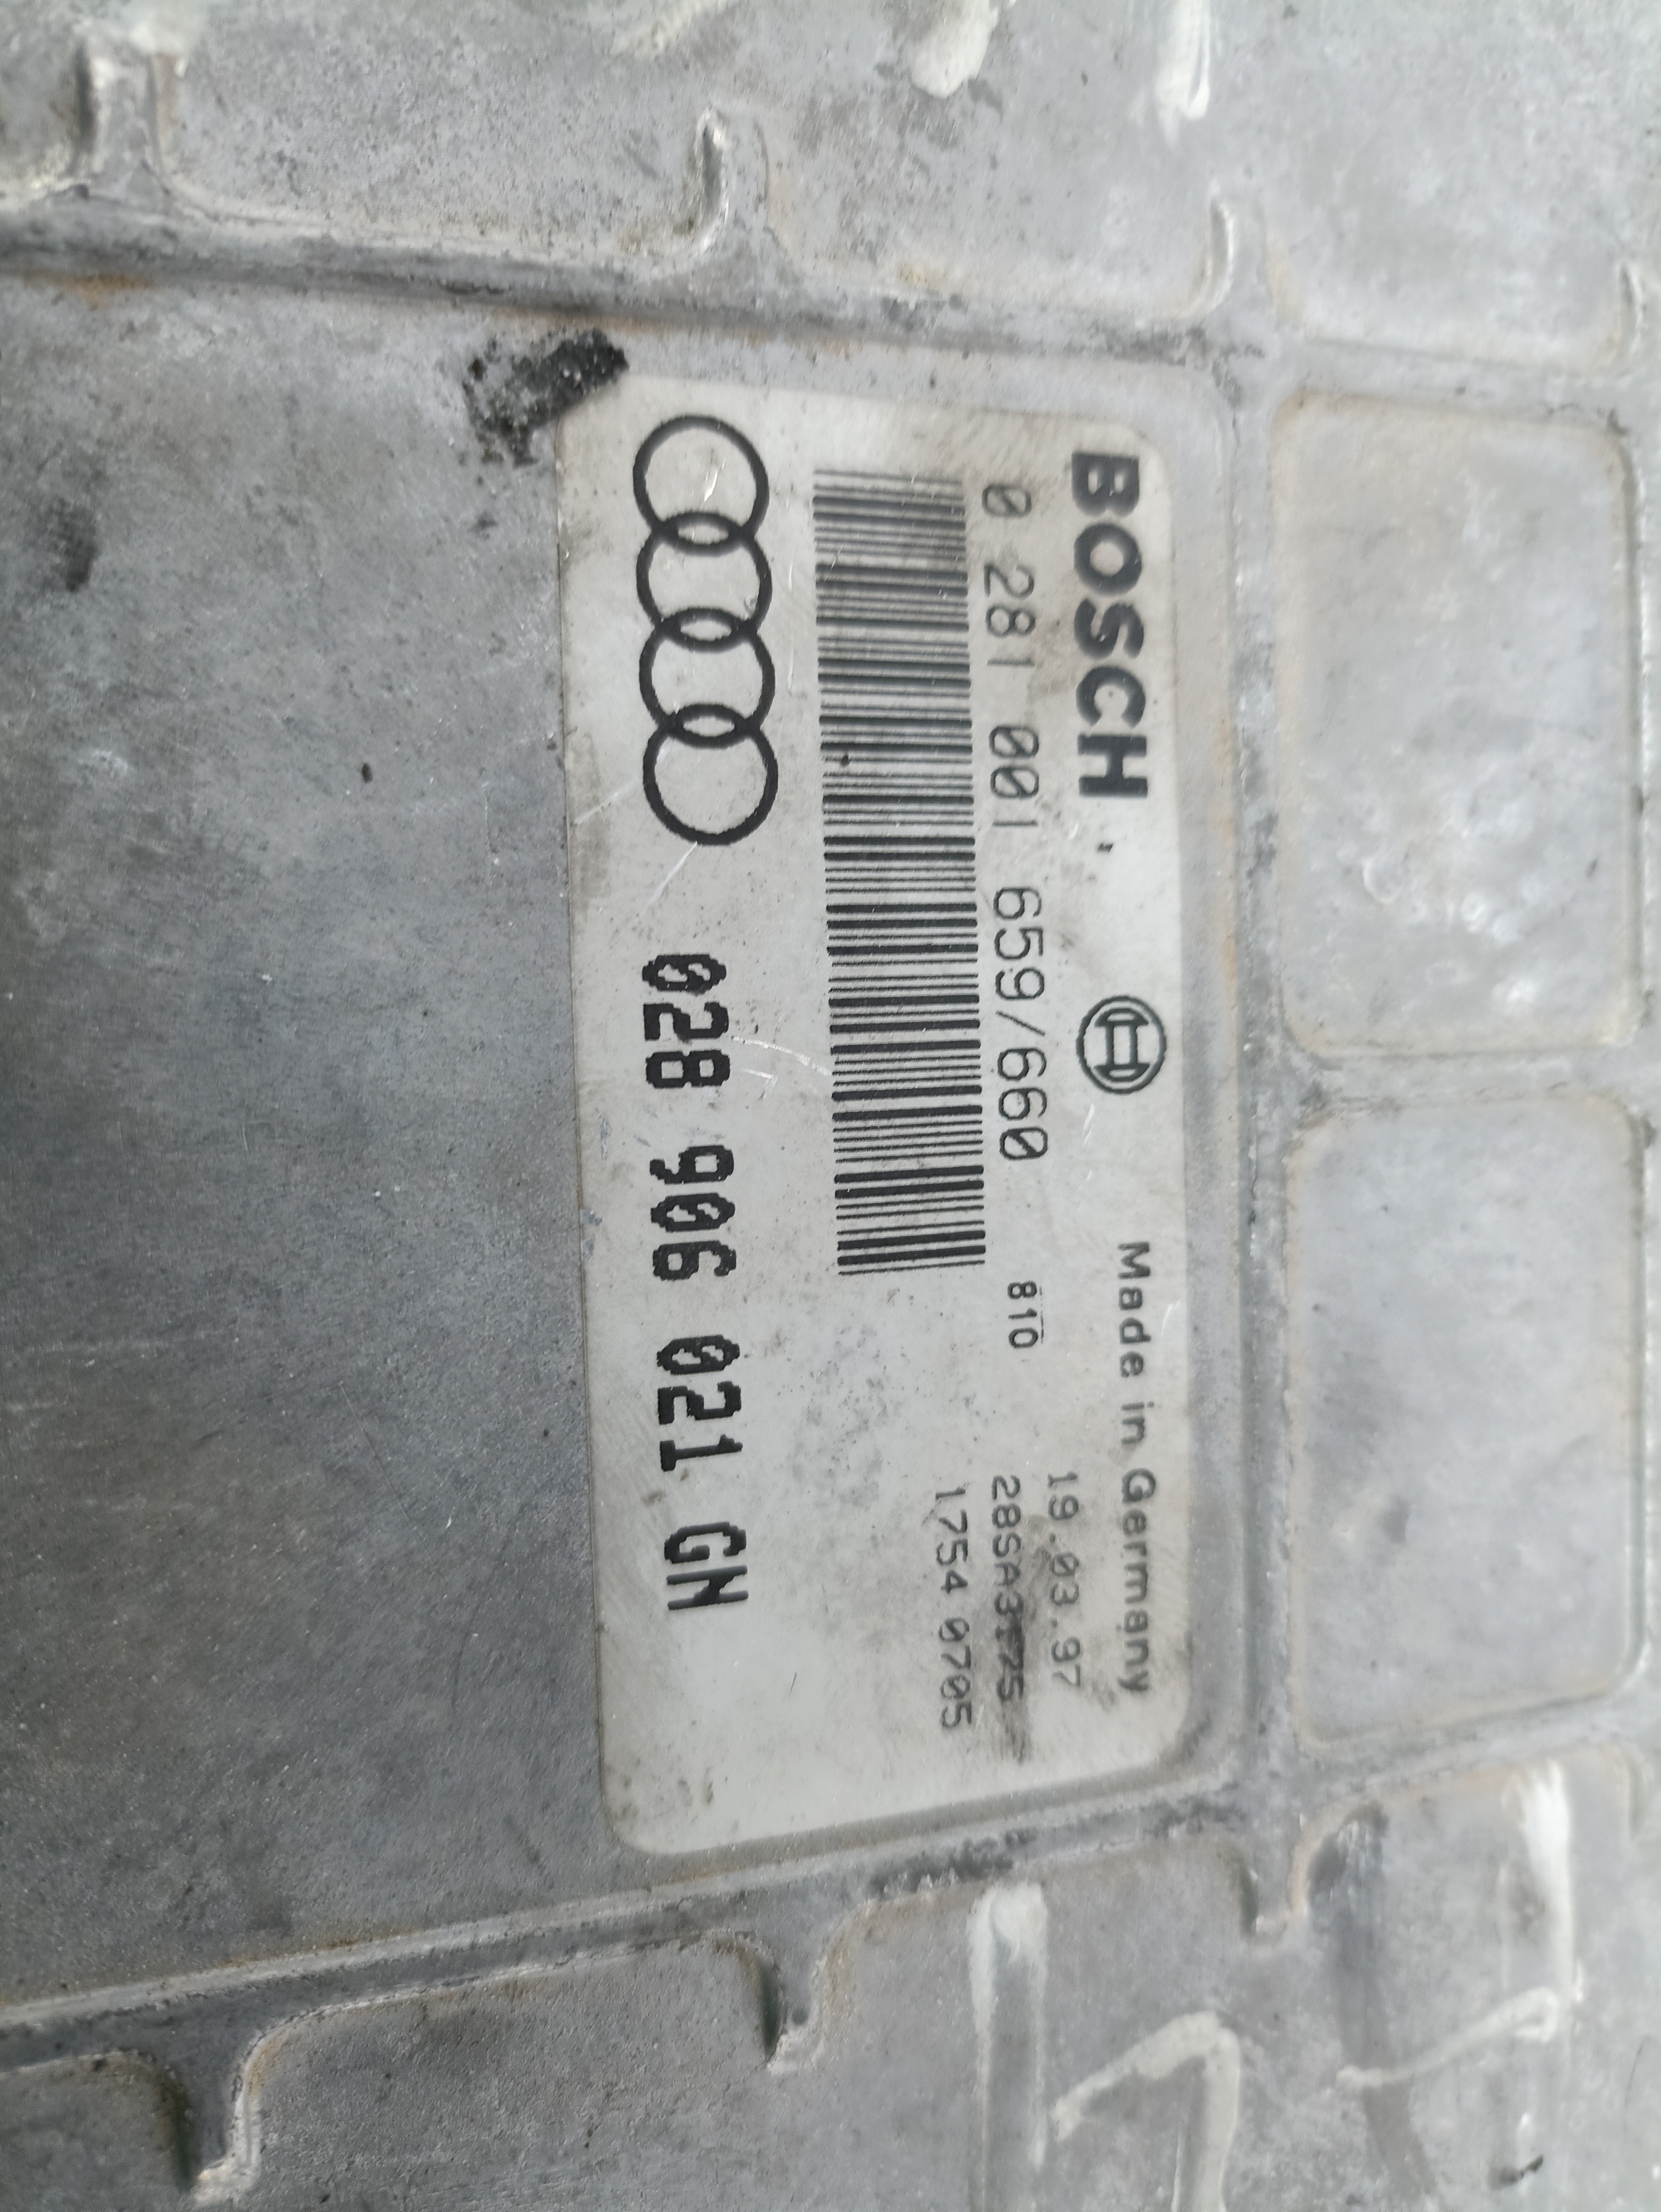 BOSCH
Made in Germany
0 281 001 659/660
810
19.03.97
28SA3175
1754 0705
028 906 021 GN